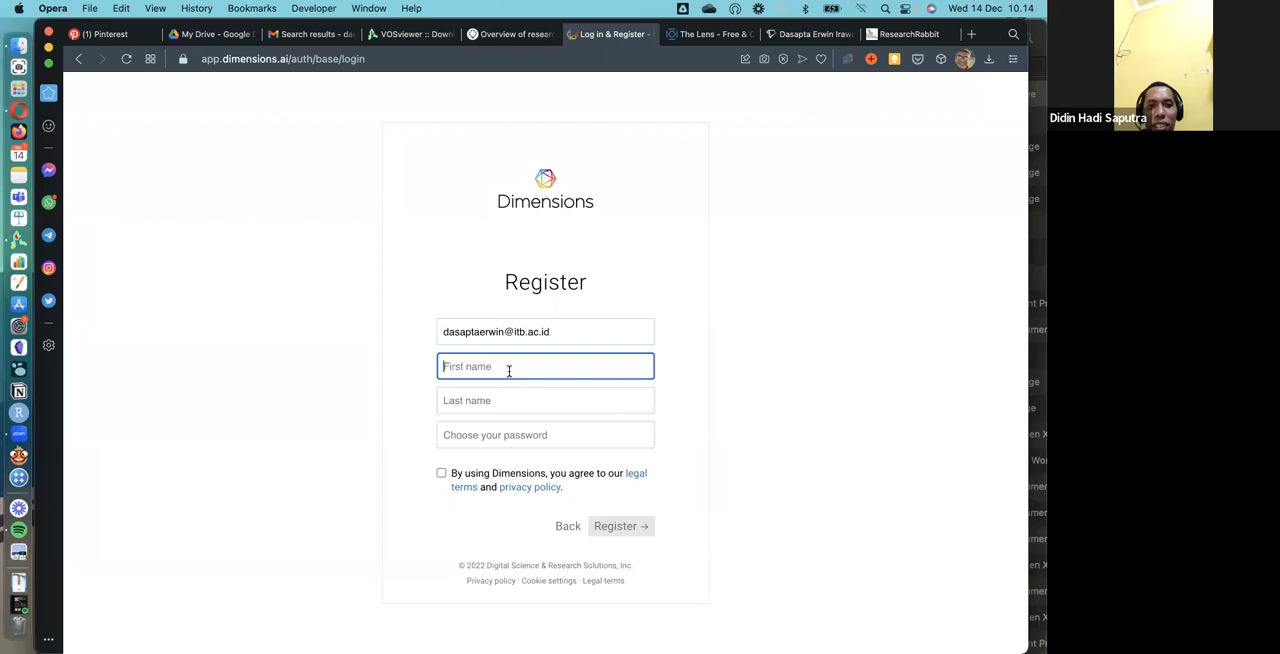 Opera File Edit View History Bookmarks Developer Window Help
Wed 14 Dec 10.14
(1) Pinterest
My Drive - Google D
Search results - da
VOSviewer :: Down
Overview of resear
Log in & Register -
The Lens - Free & O
Dasapta Erwin Iraw
ResearchRabbit
app.dimensions.ai/auth/base/login
Didin Hadi Saputra
Dimensions
Register
dasaptaerwin@itb.ac.id
First name
Last name
Choose your password
By using Dimensions, you agree to our legal
terms and privacy policy.
Back Register →
© 2022 Digital Science & Research Solutions, Inc.
Privacy policy · Cookie settings · Legal terms